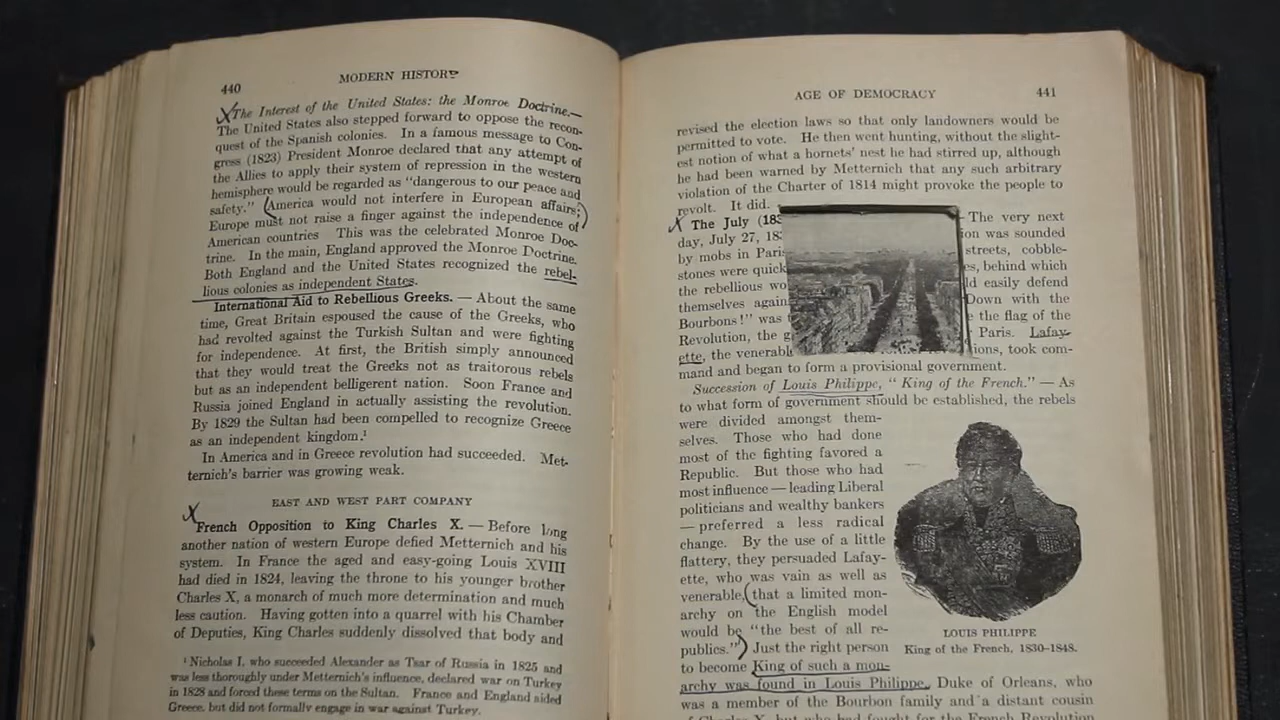 440
MODERN HISTORY
The Interest of the United States: the Monroe Doctrine.—
The United States also stepped forward to oppose the recon-
quest of the Spanish colonies. In a famous message to Con-
gress (1823) President Monroe declared that any attempt of
the Allies to apply their system of repression in the western
hemisphere would be regarded as "dangerous to our peace and
safety." America would not interfere in European affairs;
Europe must not raise a finger against the independence of
American countries This was the celebrated Monroe Doc-
trine. In the main, England approved the Monroe Doctrine.
Both England and the United States recognized the rebel-
lious colonies as independent States.
International Aid to Rebellious Greeks. — About the same
time, Great Britain espoused the cause of the Greeks, who
had revolted against the Turkish Sultan and were fighting
for independence. At first, the British simply announced
that they would treat the Greeks not as traitorous rebels
but as an independent belligerent nation. Soon France and
Russia joined England in actually assisting the revolution.
By 1829 the Sultan had been compelled to recognize Greece
as an independent kingdom.¹
In America and in Greece revolution had succeeded. Met-
ternich's barrier was growing weak.
EAST AND WEST PART COMPANY
French Opposition to King Charles X. — Before long
another nation of western Europe defied Metternich and his
system. In France the aged and easy-going Louis XVIII
had died in 1824, leaving the throne to his younger brother
Charles X, a monarch of much more determination and much
less caution. Having gotten into a quarrel with his Chamber
of Deputies, King Charles suddenly dissolved that body and
¹ Nicholas I, who succeeded Alexander as Tsar of Russia in 1825 and
was less thoroughly under Metternich's influence, declared war on Turkey
in 1828 and forced these terms on the Sultan. France and England aided
Greece, but did not formally engage in war against Turkey.
AGE OF DEMOCRACY
441
revised the election laws so that only landowners would be
permitted to vote. He then went hunting, without the slight-
est notion of what a hornets' nest he had stirred up, although
he had been warned by Metternich that any such arbitrary
violation of the Charter of 1814 might provoke the people to
revolt. It did.
The July (183 — The very next
day, July 27, 183 ion was sounded
by mobs in Paris streets, cobble-
stones were quick es, behind which
the rebellious wo ld easily defend
themselves again Down with the
Bourbons!" was e the flag of the
Revolution, the g Paris. Lafay-
ette, the venerabl ions, took com-
mand and began to form a provisional government.
Succession of Louis Philippe, "King of the French." — As
to what form of government should be established, the rebels
were divided amongst them-
selves. Those who had done
most of the fighting favored a
Republic. But those who had
most influence — leading Liberal
politicians and wealthy bankers
— preferred a less radical
change. By the use of a little
flattery, they persuaded Lafay-
ette, who was vain as well as
venerable, that a limited mon-
archy on the English model
would be "the best of all re-
publics." Just the right person
to become King of such a mon-
archy was found in Louis Philippe, Duke of Orleans, who
was a member of the Bourbon family and a distant cousin
of Charles X, but who had fought for the French Revolution
LOUIS PHILIPPE
King of the French, 1830–1848.